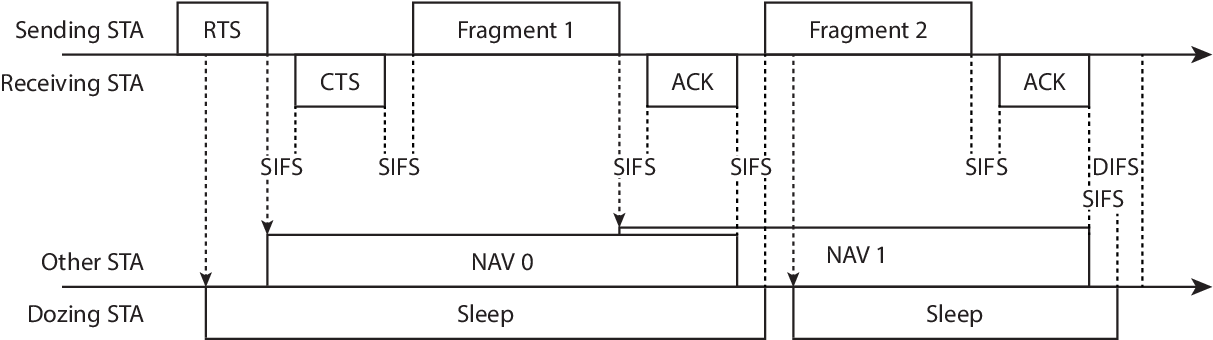 Sending STA RTS Fragment 1 Fragment 2
Receiving STA CTS ACK ACK
SIFS SIFS SIFS SIFS SIFS DIFS
SIFS
Other STA NAV 0 NAV 1
Dozing STA Sleep Sleep